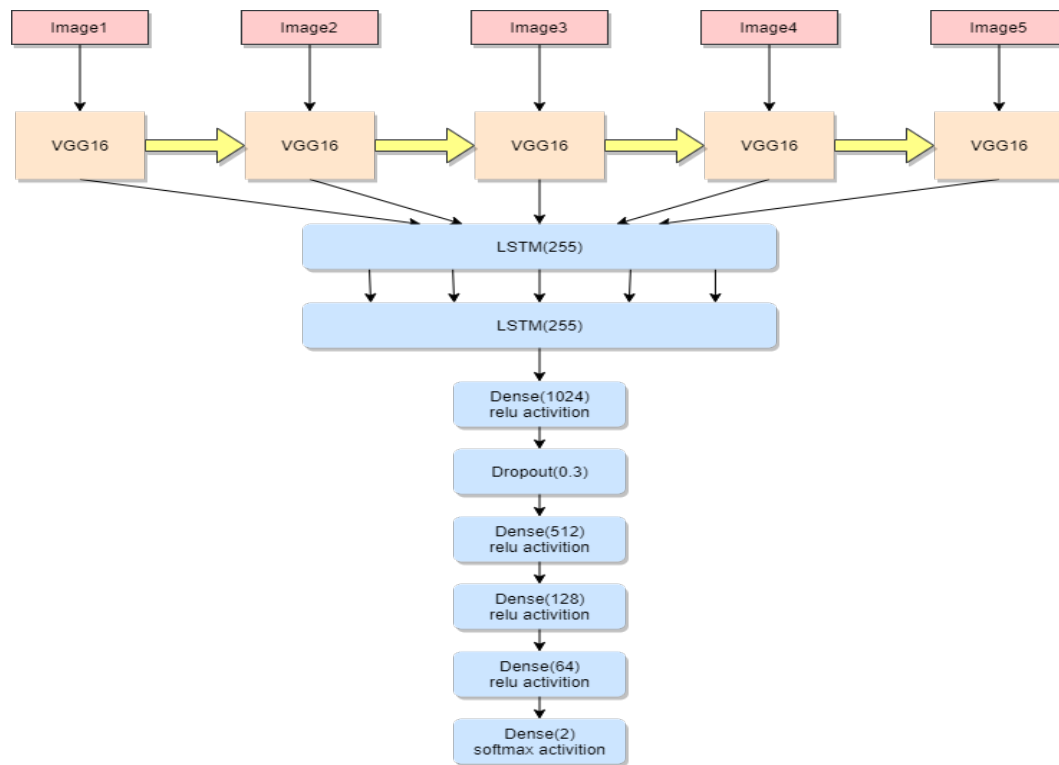 Image1
Image2
Image3
Image4
Image5
VGG16
VGG16
VGG16
VGG16
VGG16
LSTM(255)
LSTM(255)
Dense(1024)
relu activition
Dropout(0.3)
Dense(512)
relu activition
Dense(128)
relu activition
Dense(64)
relu activition
Dense(2)
softmax activition